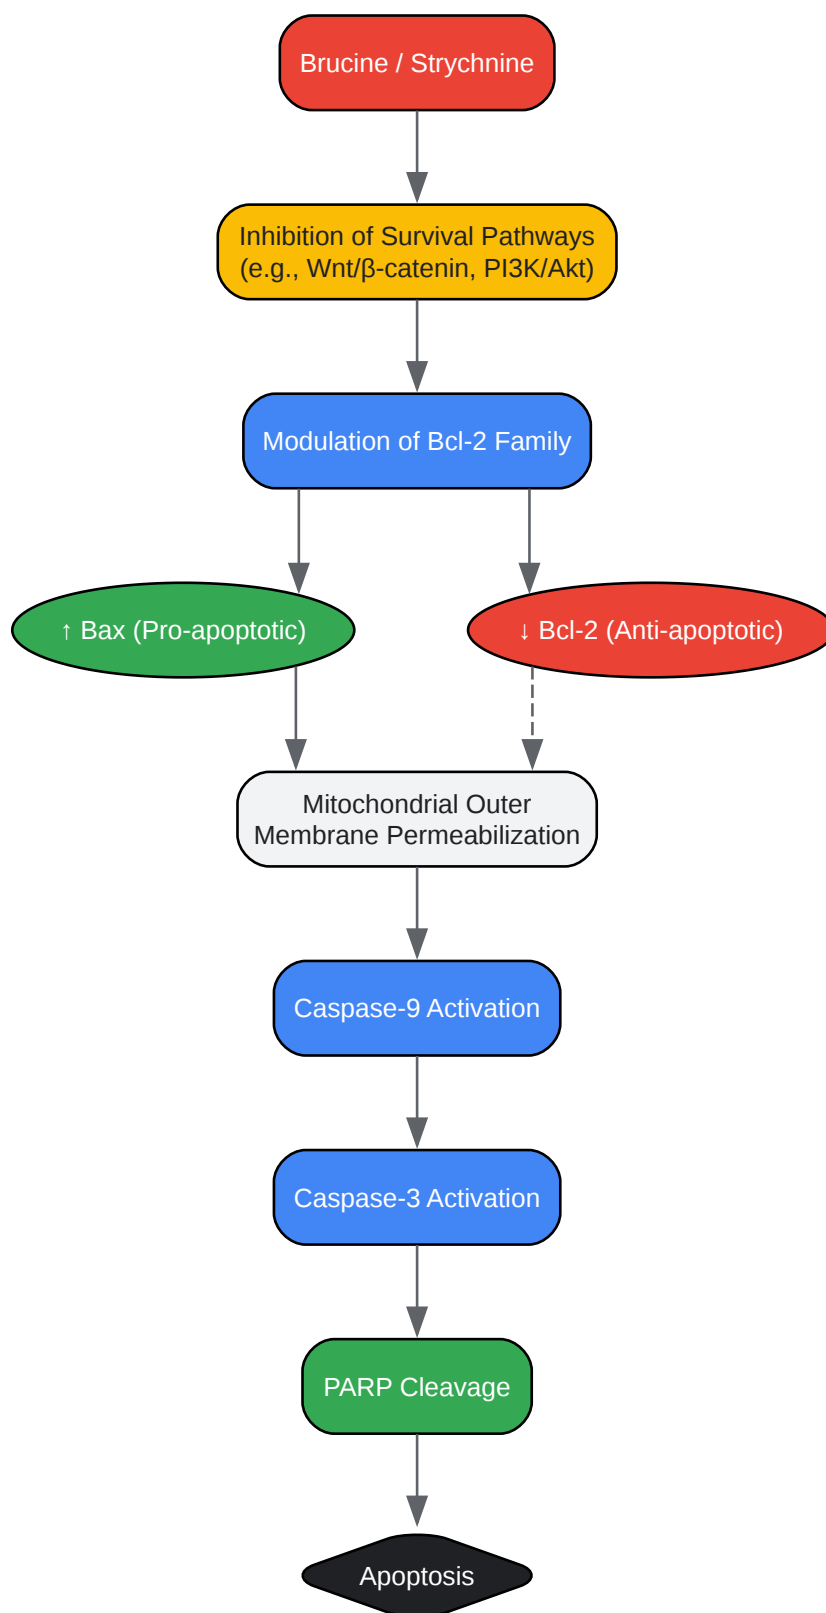 Brucine / Strychnine
Inhibition of Survival Pathways
(e.g., Wnt/β-catenin, PI3K/Akt)
Modulation of Bcl-2 Family
↑ Bax (Pro-apoptotic)
↓ Bcl-2 (Anti-apoptotic)
Mitochondrial Outer
Membrane Permeabilization
Caspase-9 Activation
Caspase-3 Activation
PARP Cleavage
Apoptosis